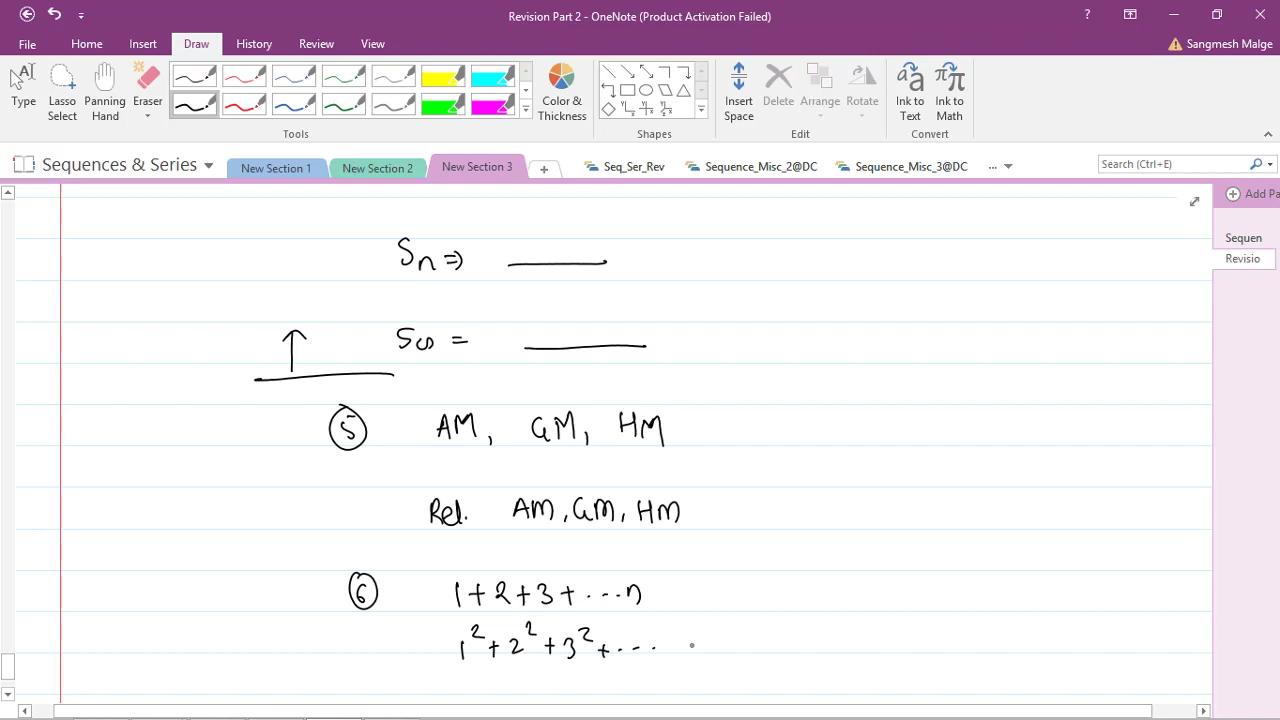 Revision Part 2 - OneNote (Product Activation Failed)
File Home Insert Draw History Review View Sangmesh Malge
Type Lasso Select Panning Hand Eraser Color & Thickness Insert Space Delete Arrange Rotate Ink to Text Ink to Math
Tools Shapes Edit Convert
Sequences & Series New Section 1 New Section 2 New Section 3 Seq_Ser_Rev Sequence_Misc_2@DC Sequence_Misc_3@DC ... Search (Ctrl+E)
Add Pa
Sequen
Revisio
Sn ⇒ ____
S∞ = ____
⑤ AM, GM, HM
Rel. AM, GM, HM
⑥ 1 + 2 + 3 + ... n
1² + 2² + 3² + ...